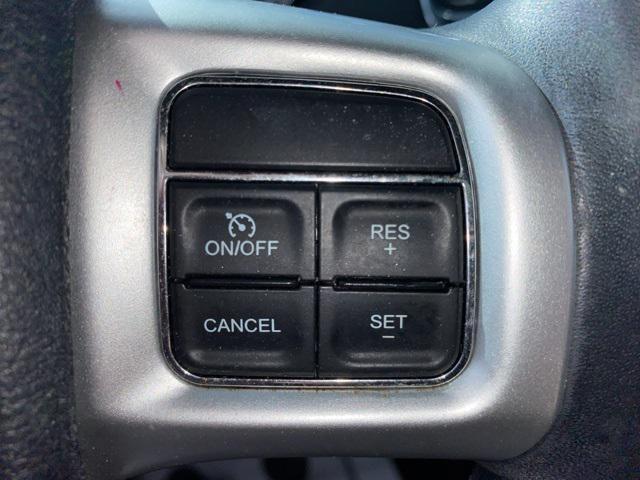 ON/OFF
RES
+
CANCEL
SET
-